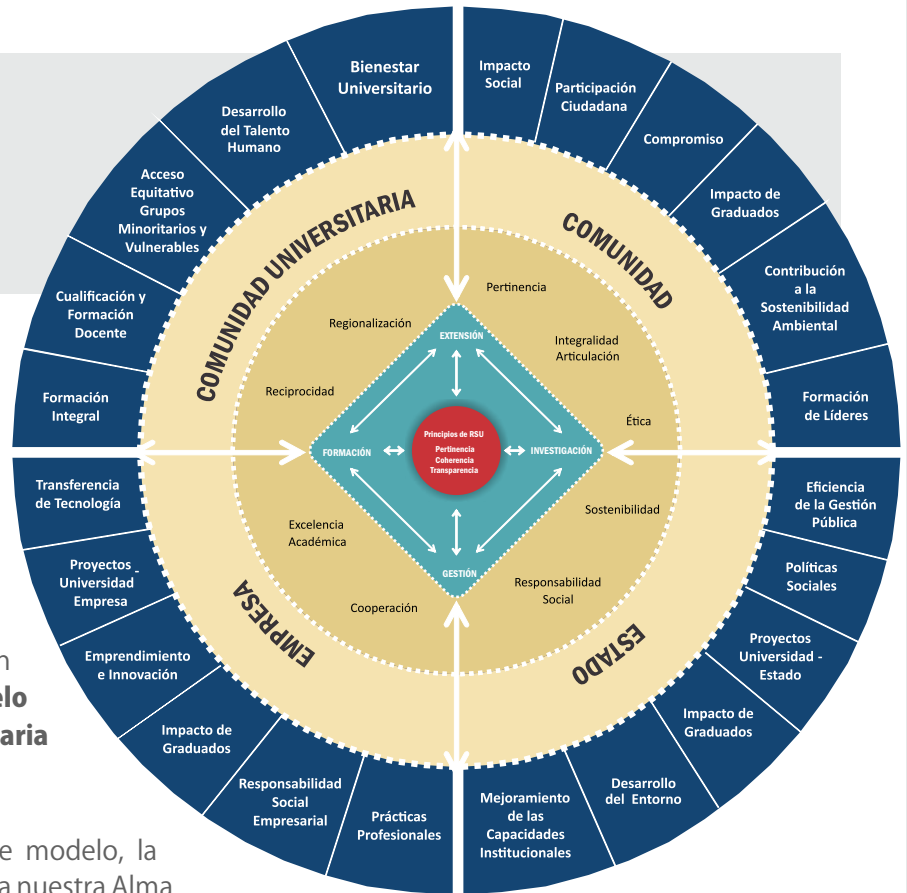 Bienestar
Universitario
Desarrollo
del Talento
Humano
Acceso
Equitativo
Grupos
Minoritarios y
Vulnerables
Cualificación y
Formación
Docente
Formación
Integral
Impacto
Social
Participación
Ciudadana
Compromiso
Impacto de
Graduados
Contribución
a la
Sostenibilidad
Ambiental
Formación
de Líderes
COMUNIDAD UNIVERSITARIA
COMUNIDAD
Pertinencia
Regionalización
Integralidad
Articulación
Reciprocidad
Ética
EXTENSIÓN
FORMACIÓN
Principios de RSU
Pertinencia
Coherencia
Transparencia
INVESTIGACIÓN
GESTIÓN
Excelencia
Académica
Sostenibilidad
Cooperación
Responsabilidad
Social
EMPRESA
ESTADO
Transferencia
de Tecnología
Proyectos -
Universidad
Empresa
Emprendimiento
e Innovación
Impacto de
Graduados
Responsabilidad
Social
Empresarial
Prácticas
Profesionales
Eficiencia
de la Gestión
Pública
Políticas
Sociales
Proyectos
Universidad -
Estado
Impacto de
Graduados
Desarrollo
del Entorno
Mejoramiento
de las
Capacidades
Institucionales
n
elo
aria
e modelo, la
a nuestra Alma